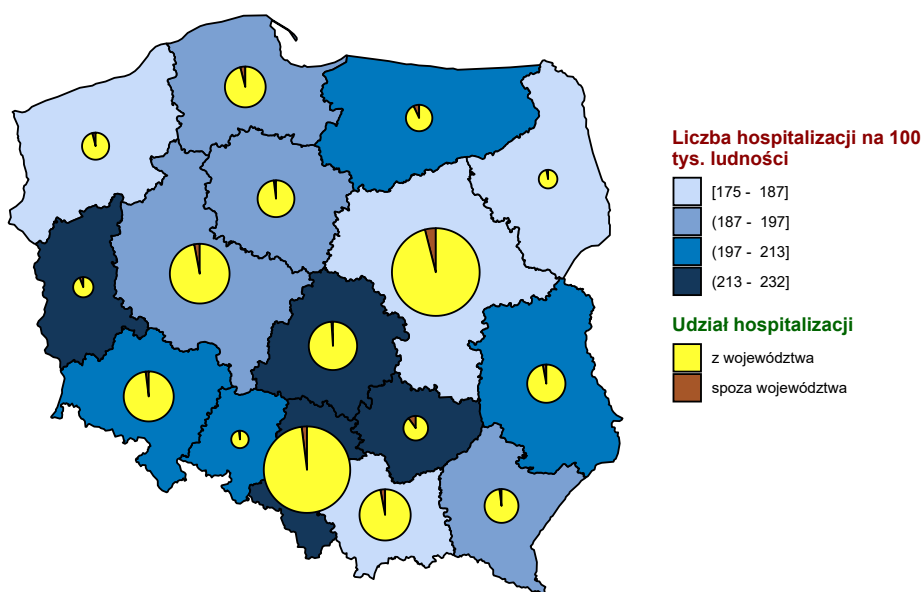 Liczba hospitalizacji na 100
tys. ludności
[175 - 187]
(187 - 197]
(197 - 213]
(213 - 232]
Udział hospitalizacji
z województwa
spoza województwa